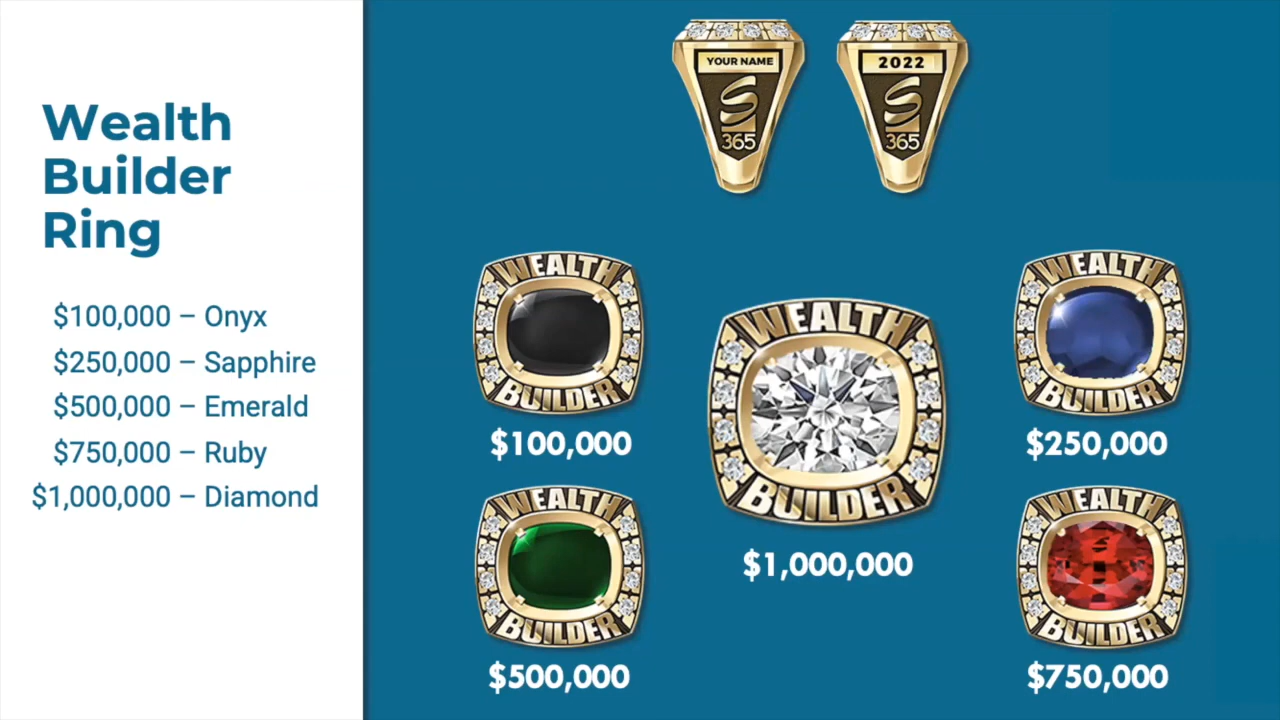 Wealth
Builder
Ring
$100,000 – Onyx
$250,000 – Sapphire
$500,000 – Emerald
$750,000 – Ruby
$1,000,000 – Diamond
YOUR NAME
S
365
2022
S
365
WEALTH
BUILDER
$100,000
WEALTH
BUILDER
$1,000,000
WEALTH
BUILDER
$250,000
WEALTH
BUILDER
$500,000
WEALTH
BUILDER
$750,000